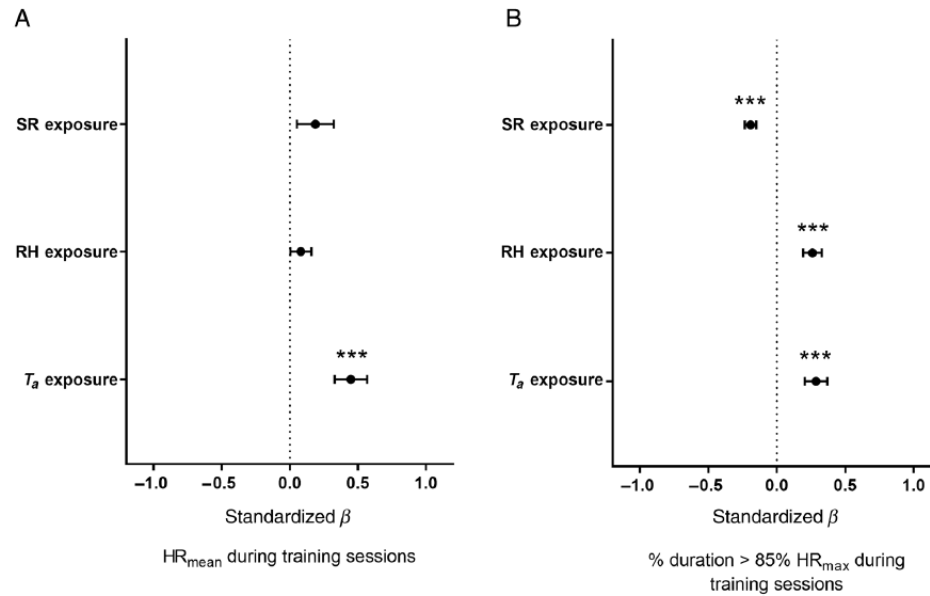 A
SR exposure
RH exposure
***
Ta exposure
–1.0 –0.5 0.0 0.5 1.0
Standardized β
HRmean during training sessions
B
***
SR exposure
***
RH exposure
***
Ta exposure
–1.0 –0.5 0.0 0.5 1.0
Standardized β
% duration > 85% HRmax during
training sessions